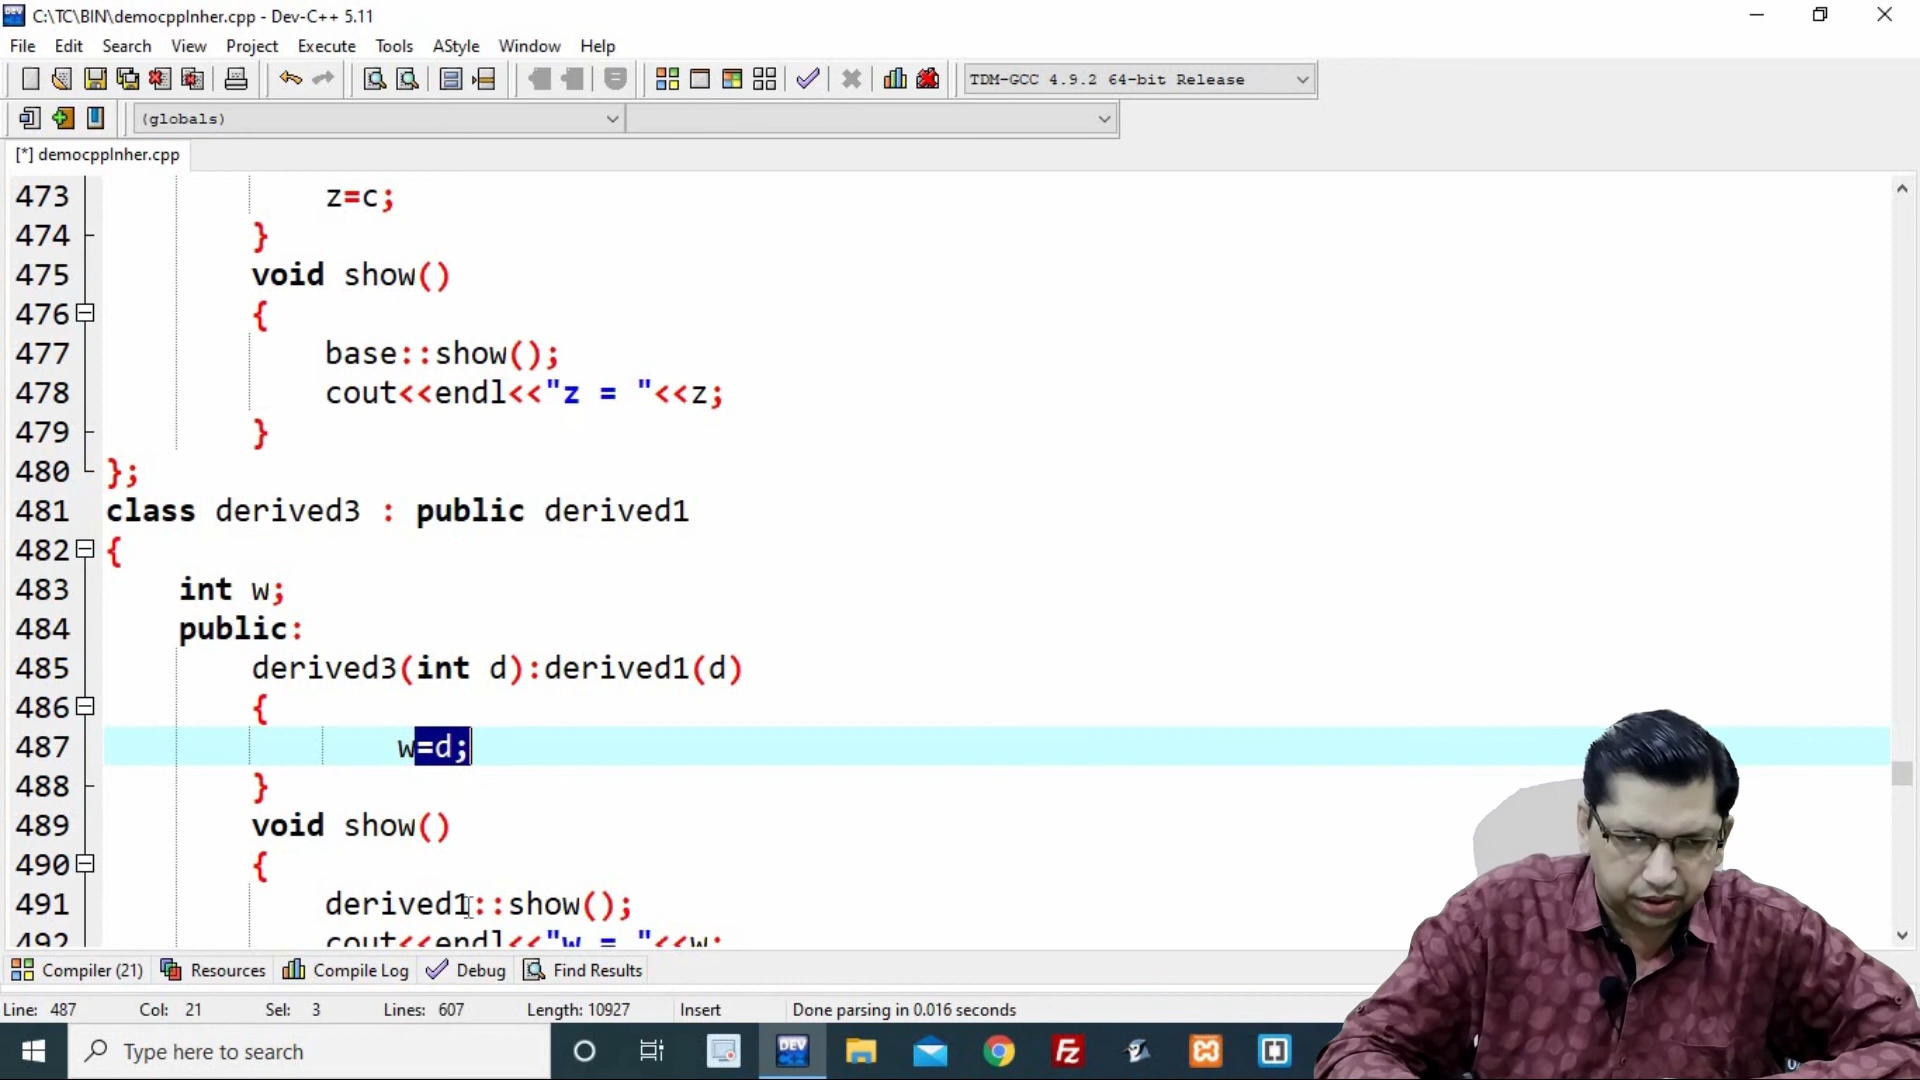 C:\TC\BIN\democppInher.cpp - Dev-C++ 5.11
File Edit Search View Project Execute Tools AStyle Window Help
TDM-GCC 4.9.2 64-bit Release
(globals)
[*] democppInher.cpp
473 z=c;
474 }
475 void show()
476 {
477 base::show();
478 cout<<endl<<"z = "<<z;
479 }
480 };
481 class derived3 : public derived1
482 {
483 int w;
484 public:
485 derived3(int d):derived1(d)
486 {
487 w=d;
488 }
489 void show()
490 {
491 derived1::show();
492 cout<<endl<<"w = "<<w;
Compiler (21) Resources Compile Log Debug Find Results
Line: 487 Col: 21 Sel: 3 Lines: 607 Length: 10927 Insert Done parsing in 0.016 seconds
Type here to search